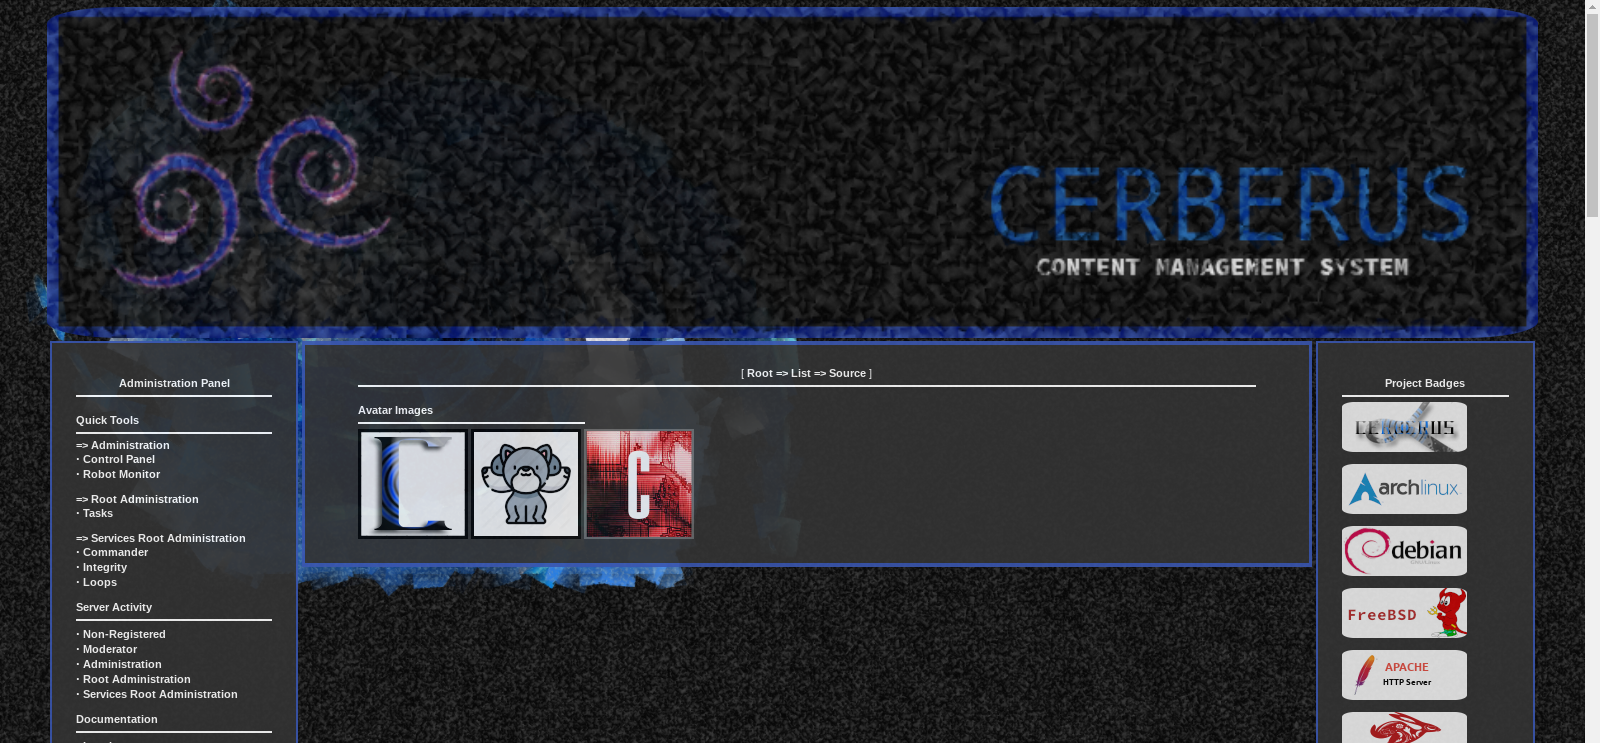 CERBERUS
CONTENT MANAGEMENT SYSTEM
Administration Panel
Quick Tools
=> Administration
· Control Panel
· Robot Monitor
=> Root Administration
· Tasks
=> Services Root Administration
· Commander
· Integrity
· Loops
Server Activity
· Non-Registered
· Moderator
· Administration
· Root Administration
· Services Root Administration
Documentation
[ Root => List => Source ]
Avatar Images
C
C
Project Badges
CERBERUS
archlinux
debian
FreeBSD
APACHE
HTTP Server